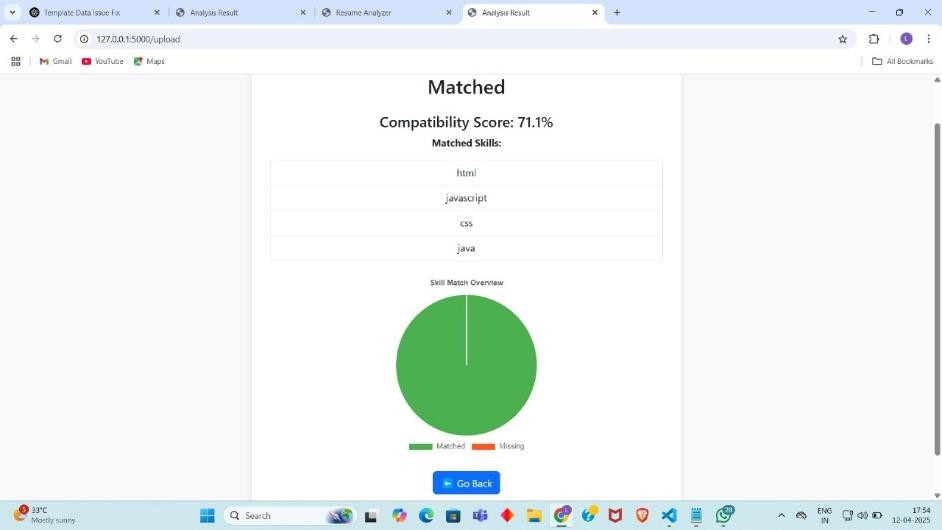 Template Data Issue Fix
Analysis Result
Resume Analyzer
Analysis Result
127.0.0.1:5000/upload
L
Gmail
YouTube
Maps
All Bookmarks
Matched
Compatibility Score: 71.1%
Matched Skills:
html
javascript
css
java
Skill Match Overview
Matched
Missing
Go Back
5
33°C
Mostly sunny
Search
28
ENG
IN
17:54
12-04-2025